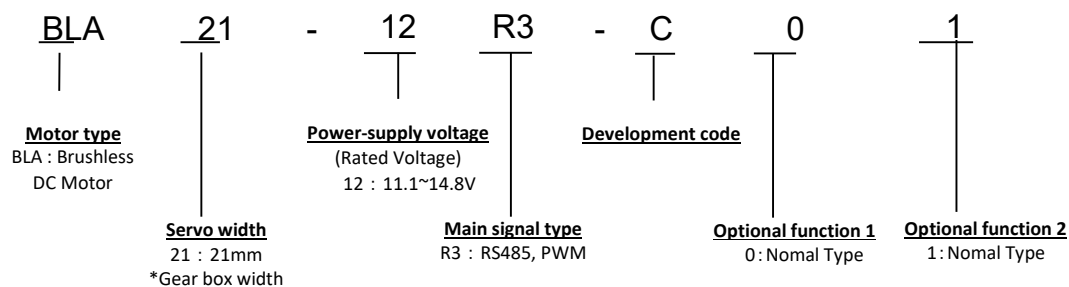 BLA 21 - 12 R3 - C 0 1
Motor type
BLA : Brushless
DC Motor
Power-supply voltage
(Rated Voltage)
12 : 11.1~14.8V
Development code
Servo width
21 : 21mm
*Gear box width
Main signal type
R3 : RS485, PWM
Optional function 1
0:Nomal Type
Optional function 2
1:Nomal Type